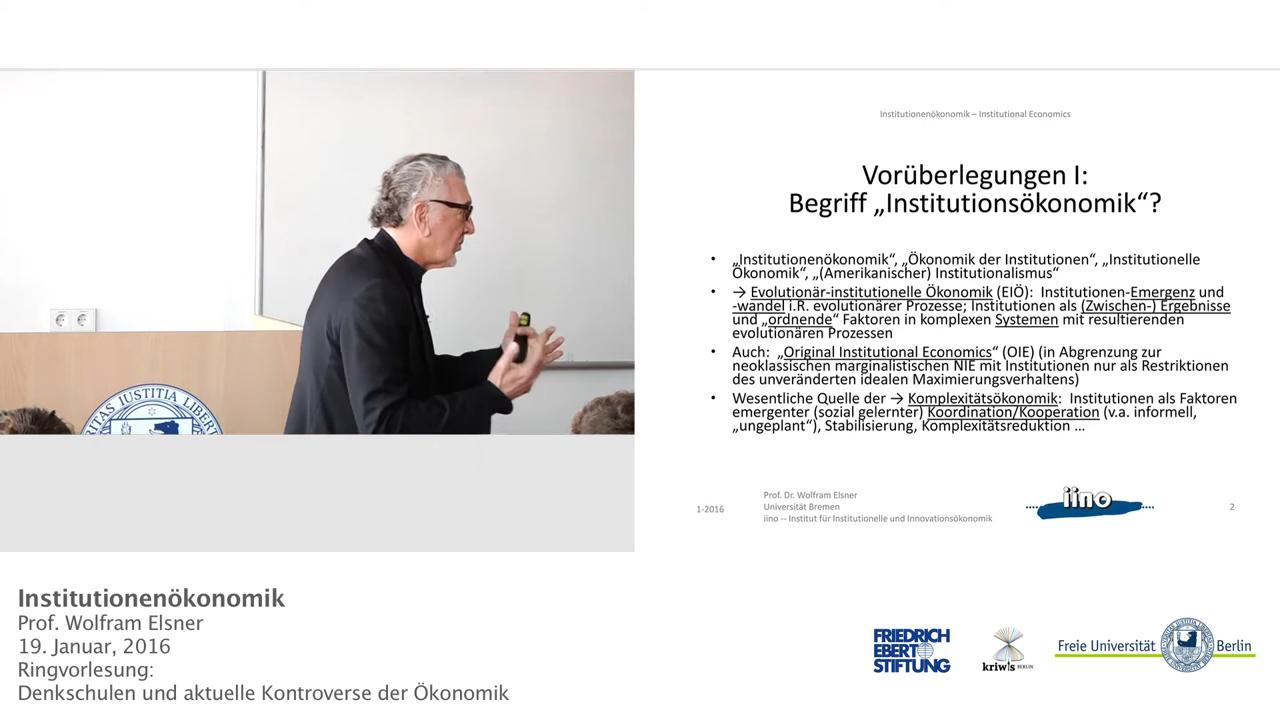 Institutionenökonomik – Institutional Economics
Vorüberlegungen I:
Begriff „Institutionsökonomik“?
• „Institutionenökonomik“, „Ökonomik der Institutionen“, „Institutionelle
Ökonomik“, „(Amerikanischer) Institutionalismus“
• → Evolutionär-institutionelle Ökonomik (EIÖ): Institutionen-Emergenz und
-wandel i.R. evolutionärer Prozesse; Institutionen als (Zwischen-) Ergebnisse
und „ordnende“ Faktoren in komplexen Systemen mit resultierenden
evolutionären Prozessen
• Auch: „Original Institutional Economics“ (OIE) (in Abgrenzung zur
neoklassischen marginalistischen NIE mit Institutionen nur als Restriktionen
des unveränderten idealen Maximierungsverhaltens)
• Wesentliche Quelle der → Komplexitätsökonomik: Institutionen als Faktoren
emergenter (sozial gelernter) Koordination/Kooperation (v.a. informell,
„ungeplant“), Stabilisierung, Komplexitätsreduktion ...
1-2016
Prof. Dr. Wolfram Elsner
Universität Bremen
iino -- Institut für Institutionelle und Innovationsökonomik
iino
2
ITAS IUSTITIA LIBER
Institutionenökonomik
Prof. Wolfram Elsner
19. Januar, 2016
Ringvorlesung:
Denkschulen und aktuelle Kontroverse der Ökonomik
FRIEDRICH
EBERT
STIFTUNG
kriwis BERLIN
Freie Universität Berlin